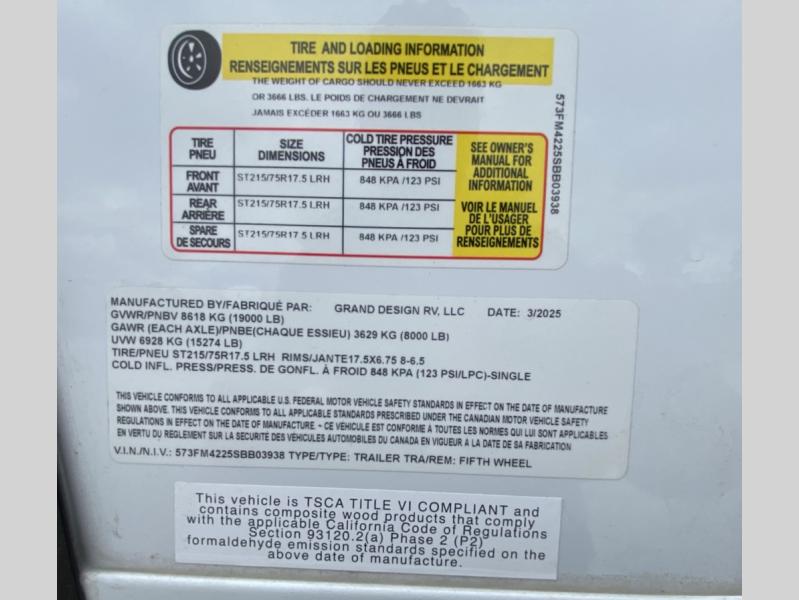 TIRE AND LOADING INFORMATION
RENSEIGNEMENTS SUR LES PNEUS ET LE CHARGEMENT
THE WEIGHT OF CARGO SHOULD NEVER EXCEED 1663 KG
OR 3666 LBS. LE POIDS DE CHARGEMENT NE DEVRAIT
JAMAIS EXCÉDER 1663 KG OU 3666 LBS
TIRE PNEU SIZE DIMENSIONS COLD TIRE PRESSURE PRESSION DES PNEUS À FROID
FRONT AVANT ST215/75R17.5 LRH 848 KPA /123 PSI
REAR ARRIÈRE ST215/75R17.5 LRH 848 KPA /123 PSI
SPARE DE SECOURS ST215/75R17.5 LRH 848 KPA /123 PSI
SEE OWNER'S
MANUAL FOR
ADDITIONAL
INFORMATION
VOIR LE MANUEL
DE L'USAGER
POUR PLUS DE
RENSEIGNEMENTS
573FM4225SBB03938
MANUFACTURED BY/FABRIQUÉ PAR: GRAND DESIGN RV, LLC DATE: 3/2025
GVWR/PNBV 8618 KG (19000 LB)
GAWR (EACH AXLE)/PNBE(CHAQUE ESSIEU) 3629 KG (8000 LB)
UVW 6928 KG (15274 LB)
TIRE/PNEU ST215/75R17.5 LRH RIMS/JANTE17.5X6.75 8-6.5
COLD INFL. PRESS/PRESS. DE GONFL. À FROID 848 KPA (123 PSI/LPC)-SINGLE
THIS VEHICLE CONFORMS TO ALL APPLICABLE U.S. FEDERAL MOTOR VEHICLE SAFETY STANDARDS IN EFFECT ON THE DATE OF MANUFACTURE
SHOWN ABOVE. THIS VEHICLE CONFORMS TO ALL APPLICABLE STANDARDS PRESCRIBED UNDER THE CANADIAN MOTOR VEHICLE SAFETY
REGULATIONS IN EFFECT ON THE DATE OF MANUFACTURE - CE VÉHICULE EST CONFORME À TOUTES LES NORMES QUI LUI SONT APPLICABLES
EN VERTU DU REGLEMENT SUR LA SECURITE DES VÉHICULES AUTOMOBILES DU CANADA EN VIGUEUR À LA DATE DE SA FABRICATION
V.I.N./N.I.V.: 573FM4225SBB03938 TYPE/TYPE: TRAILER TRA/REM: FIFTH WHEEL
This vehicle is TSCA TITLE VI COMPLIANT and
contains composite wood products that comply
with the applicable California Code of Regulations
Section 93120.2(a) Phase 2 (P2)
formaldehyde emission standards specified on the
above date of manufacture.